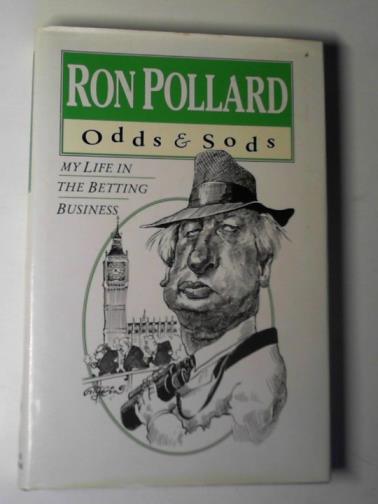 RON POLLARD
Odds & Sods
MY LIFE IN
THE BETTING
BUSINESS